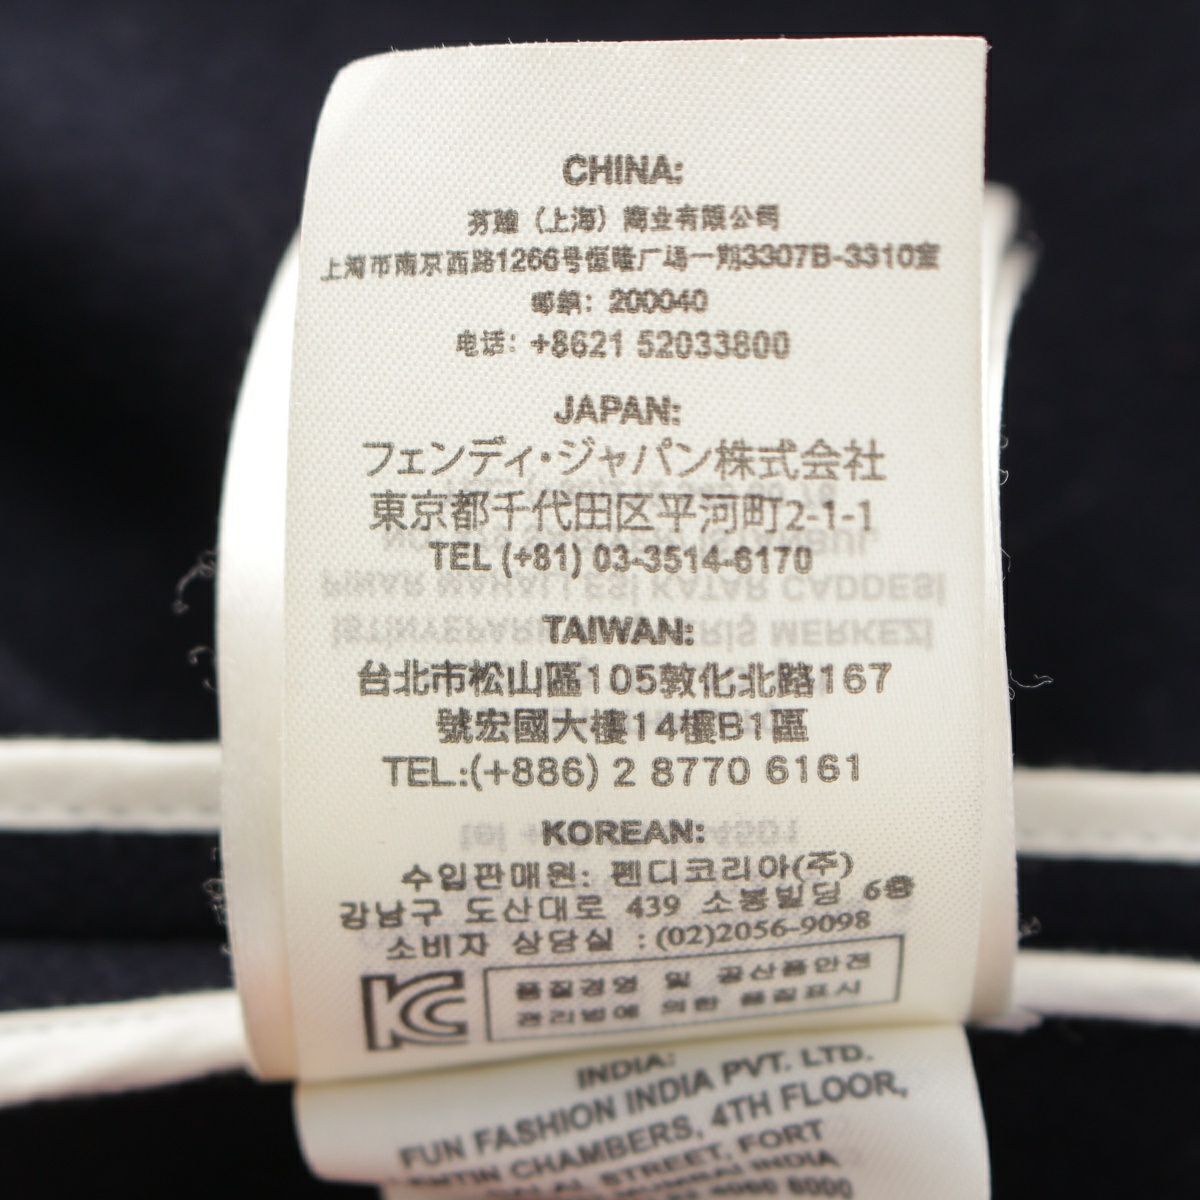 CHINA:
芬瞳（上海）商业有限公司
上海市南京西路1266号恒隆广场一期3307B-3310室
邮编: 200040
电话: +8621 52033800
JAPAN:
フェンディ・ジャパン株式会社
東京都千代田区平河町2-1-1
TEL (+81) 03-3514-6170
TAIWAN:
台北市松山區105敦化北路167
號宏國大樓14樓B1區
TEL.:(+886) 2 8770 6161
KOREAN:
수입판매원: 펜디코리아(주)
강남구 도산대로 439 소봉빌딩 6층
소비자 상담실 : (02)2056-9098
KC
품질경영 및 공산품안전
관리법에 의한 품질표시
INDIA:
FUN FASHION INDIA PVT. LTD.
CHAMBERS, 4TH FLOOR,
STREET, FORT
INDIA